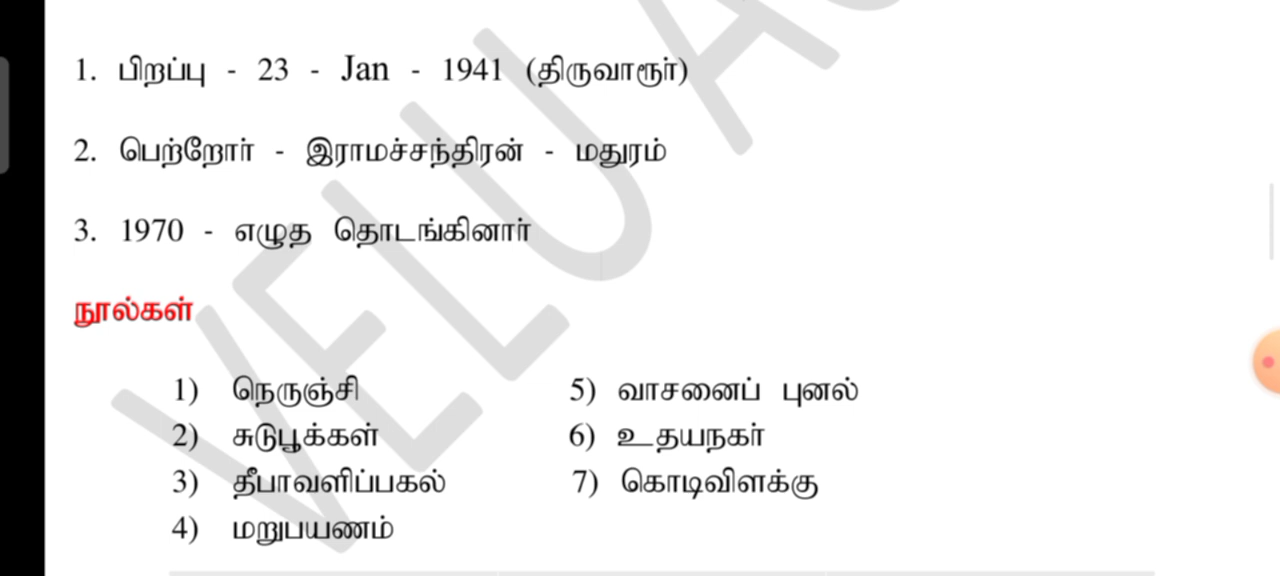 1. பிறப்பு - 23 - Jan - 1941 (திருவாரூர்)
2. பெற்றோர் - இராமச்சந்திரன் - மதுரம்
3. 1970 - எழுத தொடங்கினார்
நூல்கள்
1) நெருஞ்சி
2) சுடுபூக்கள்
3) தீபாவளிப்பகல்
4) மறுபயணம்
5) வாசனைப் புனல்
6) உதயநகர்
7) கொடிவிளக்கு
VELU A